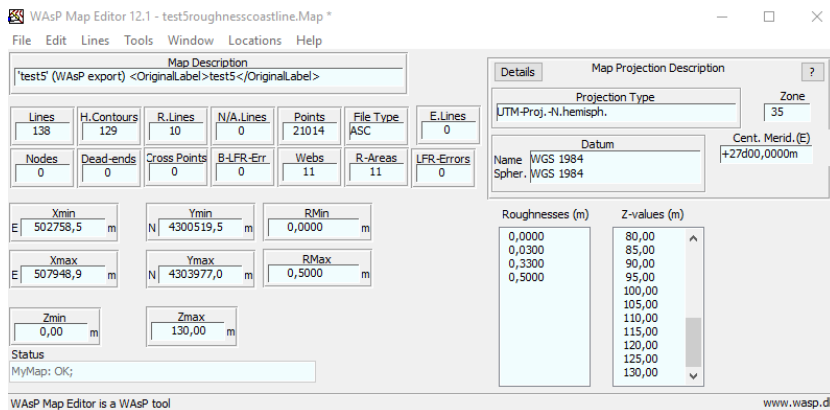 WAsP Map Editor 12.1 - test5roughnesscoastline.Map *
File Edit Lines Tools Window Locations Help
Map Description
'test5' (WAsP export) <OriginalLabel>test5</OriginalLabel>
Lines H.Contours R.Lines N/A.Lines Points File Type E.Lines
138 129 10 0 21014 ASC 0
Nodes Dead-ends Cross Points B-LFR-Err Webs R-Areas LFR-Errors
0 0 0 0 11 11 0
Xmin Ymin RMin
E 502758,5 m N 4300519,5 m 0,0000 m
Xmax Ymax RMax
E 507948,9 m N 4303977,0 m 0,5000 m
Zmin Zmax
0,00 m 130,00 m
Status
MyMap: OK;
Details Map Projection Description ?
Projection Type Zone
UTM-Proj.-N.hemisph. 35
Datum Cent. Merid.(E)
Name WGS 1984 +27d00,0000m
Spher. WGS 1984
Roughnesses (m)
0,0000
0,0300
0,3300
0,5000
Z-values (m)
80,00
85,00
90,00
95,00
100,00
105,00
110,00
115,00
120,00
125,00
130,00
WAsP Map Editor is a WAsP tool www.wasp.d